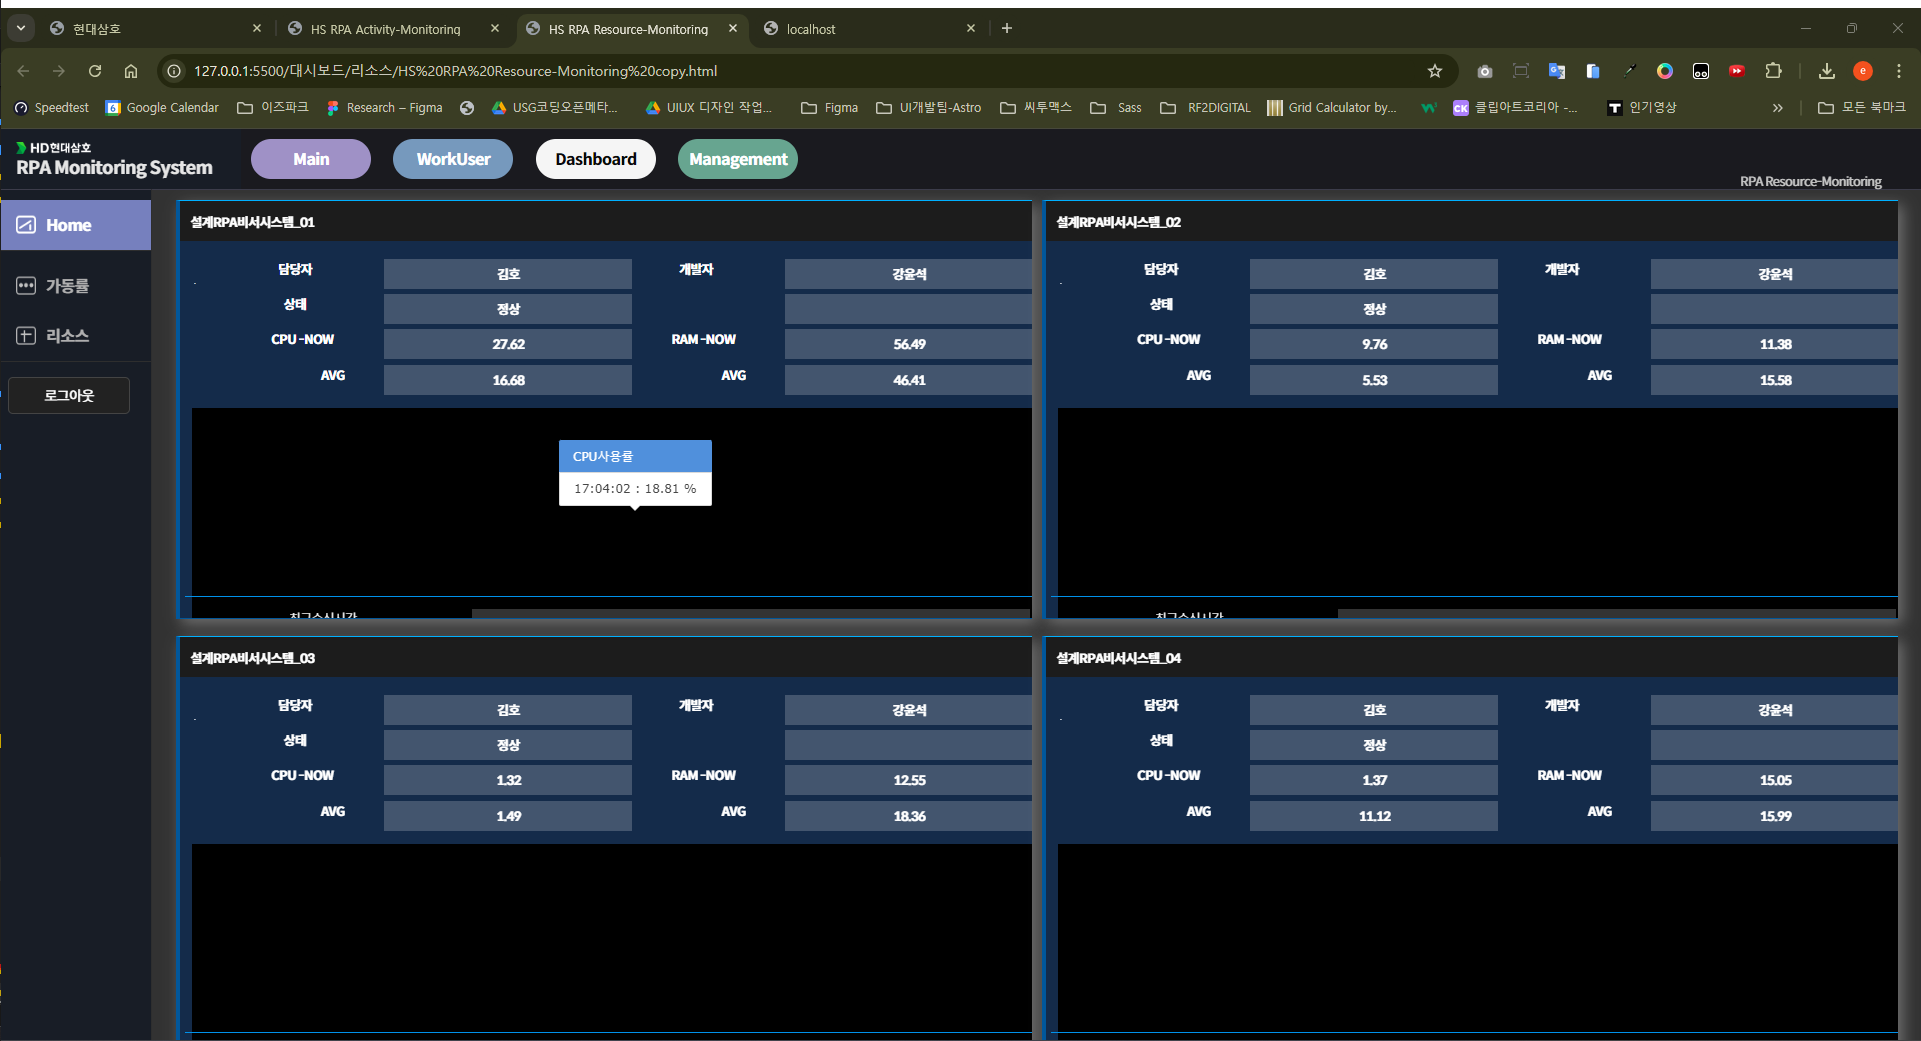 현대삼호
HS RPA Activity-Monitoring
HS RPA Resource-Monitoring
localhost
127.0.0.1:5500/대시보드/리소스/HS%20RPA%20Resource-Monitoring%20copy.html
Speedtest
Google Calendar
이즈파크
Research – Figma
USG코딩오픈메타...
UIUX 디자인 작업...
Figma
UI개발팀-Astro
씨투맥스
Sass
RF2DIGITAL
Grid Calculator by...
클립아트코리아 -...
인기영상
모든 북마크
HD현대삼호
RPA Monitoring System
Main
WorkUser
Dashboard
Management
RPA Resource-Monitoring
Home
가동률
리소스
로그아웃
설계RPA비서시스템_01
담당자 김호 개발자 강윤석
상태 정상
CPU-NOW 27.62 RAM-NOW 56.49
AVG 16.68 AVG 46.41
CPU사용률
17:04:02 : 18.81 %
설계RPA비서시스템_02
담당자 김호 개발자 강윤석
상태 정상
CPU-NOW 9.76 RAM-NOW 11.38
AVG 5.53 AVG 15.58
설계RPA비서시스템_03
담당자 김호 개발자 강윤석
상태 정상
CPU-NOW 1.32 RAM-NOW 12.55
AVG 1.49 AVG 18.36
설계RPA비서시스템_04
담당자 김호 개발자 강윤석
상태 정상
CPU-NOW 1.37 RAM-NOW 15.05
AVG 11.12 AVG 15.99